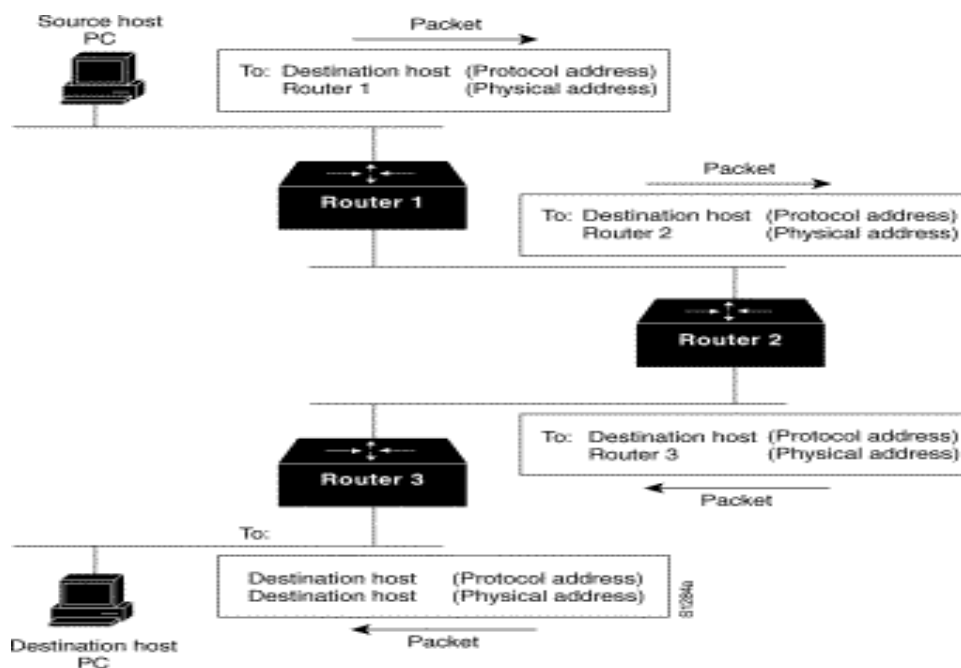 Source host
PC
Packet
To: Destination host (Protocol address)
Router 1 (Physical address)
Router 1
Packet
To: Destination host (Protocol address)
Router 2 (Physical address)
Router 2
To: Destination host (Protocol address)
Router 3 (Physical address)
Packet
Router 3
To:
Destination host (Protocol address)
Destination host (Physical address)
Packet
Destination host
PC